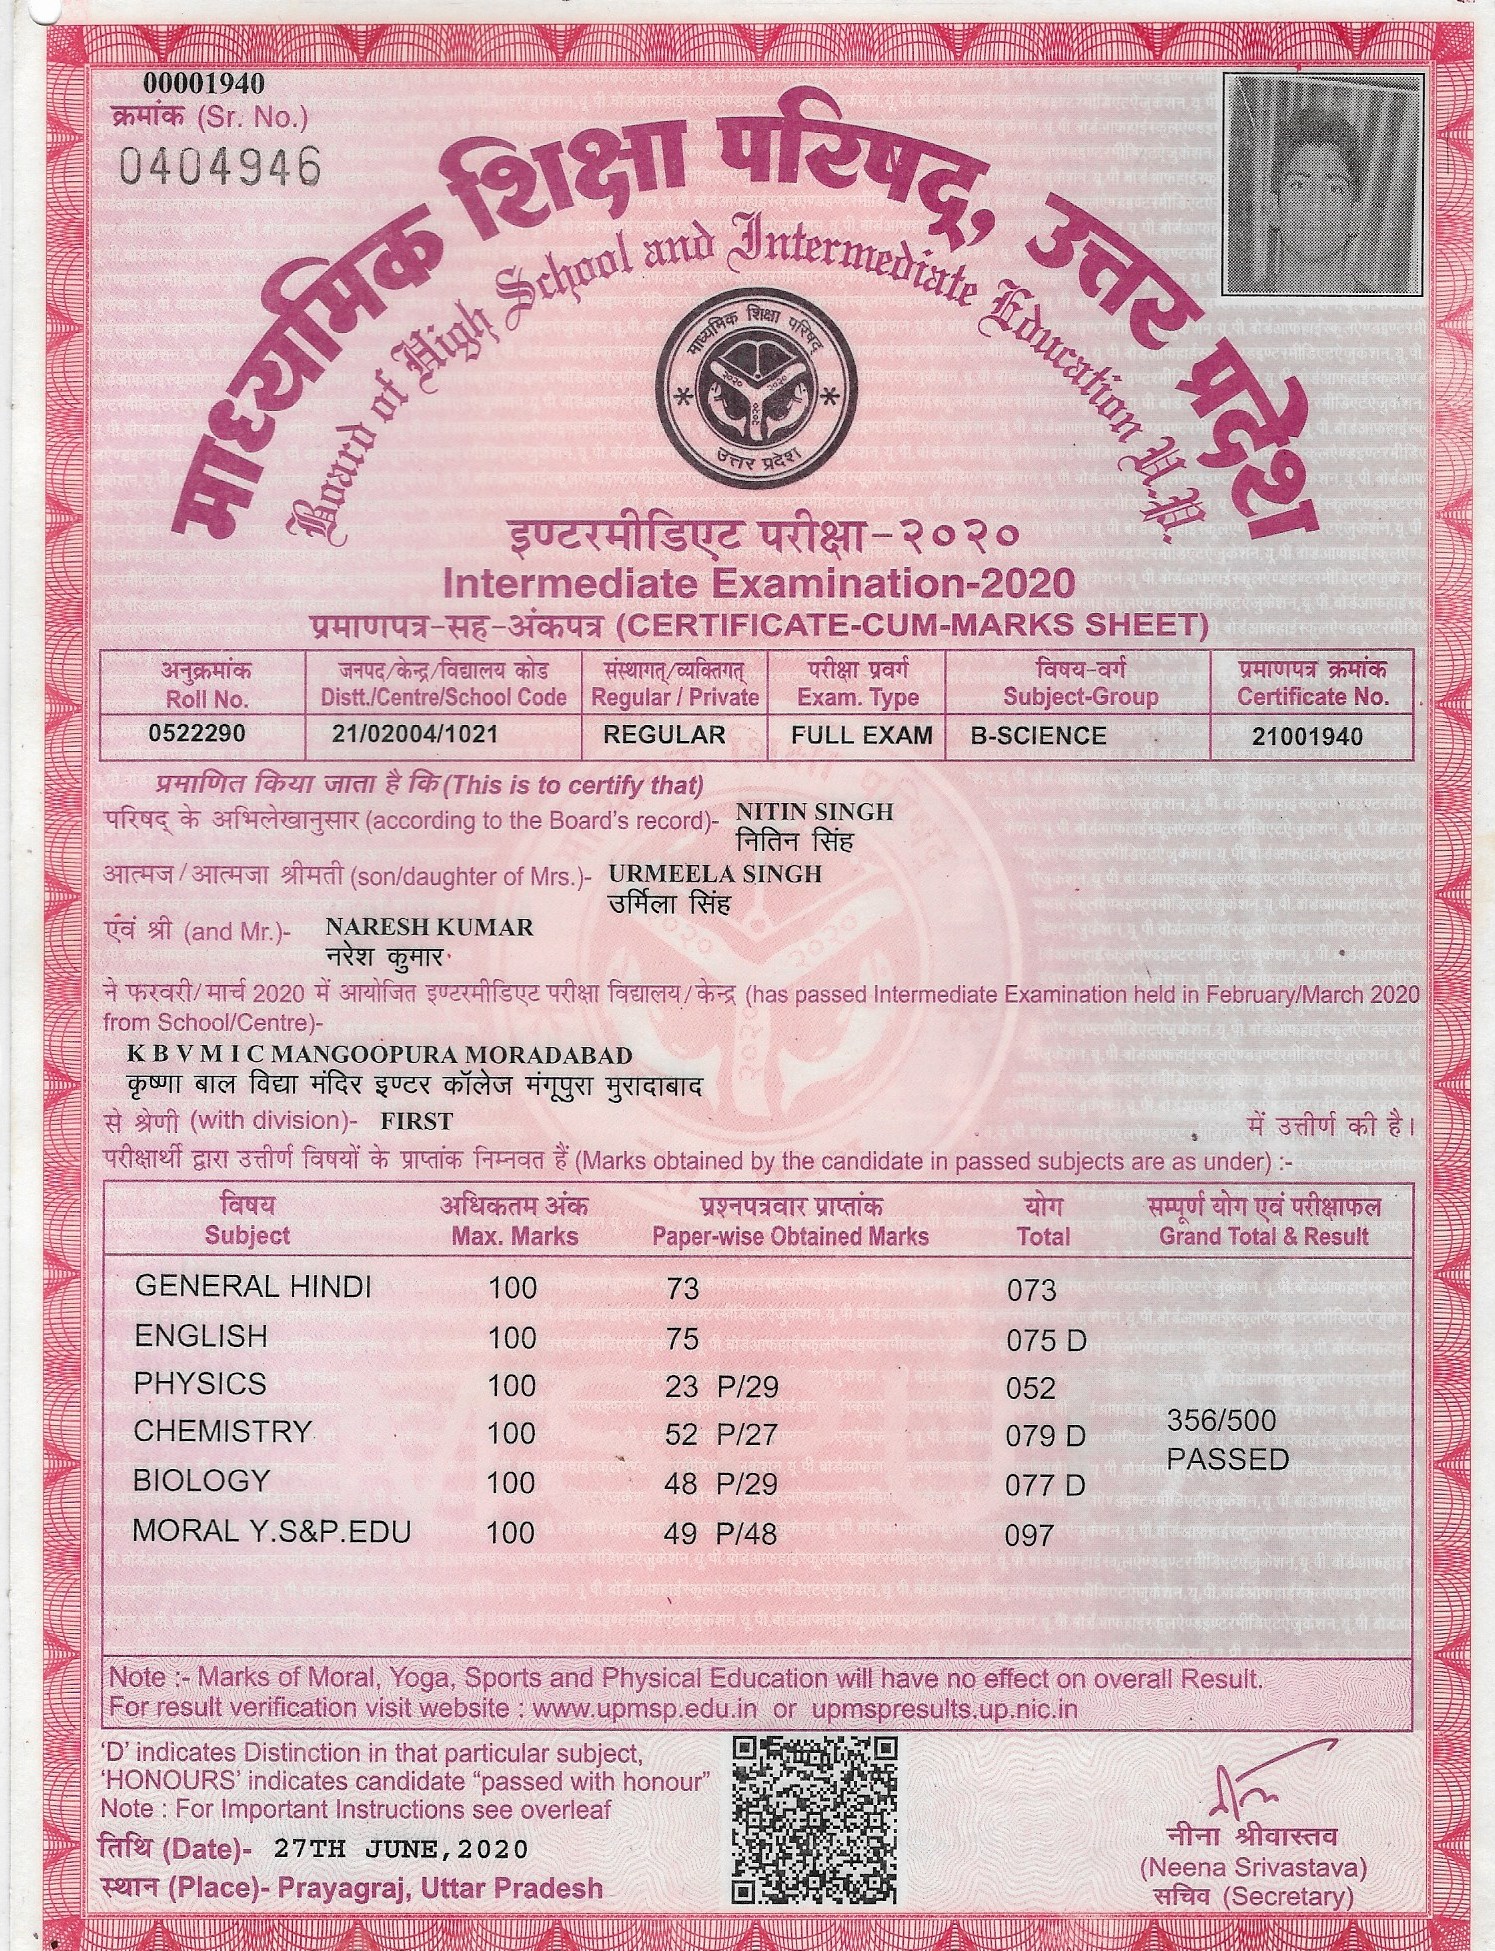 00001940
क्रमांक (Sr. No.)
0404946
माध्यमिक शिक्षा परिषद्, उत्तर प्रदेश
Board of High School and Intermediate Education U.P.
माध्यमिक शिक्षा परिषद्
२०२० २०२०
२०२०
उत्तर प्रदेश
इण्टरमीडिएट परीक्षा-२०२०
Intermediate Examination-2020
प्रमाणपत्र-सह-अंकपत्र (CERTIFICATE-CUM-MARKS SHEET)
अनुक्रमांक जनपद/केन्द्र/विद्यालय कोड संस्थागत्/व्यक्तिगत् परीक्षा प्रवर्ग विषय-वर्ग प्रमाणपत्र क्रमांक
Roll No. Distt./Centre/School Code Regular / Private Exam. Type Subject-Group Certificate No.
0522290 21/02004/1021 REGULAR FULL EXAM B-SCIENCE 21001940
प्रमाणित किया जाता है कि (This is to certify that)
परिषद् के अभिलेखानुसार (according to the Board's record)- NITIN SINGH
नितिन सिंह
आत्मज/आत्मजा श्रीमती (son/daughter of Mrs.)- URMEELA SINGH
उर्मिला सिंह
एवं श्री (and Mr.)- NARESH KUMAR
नरेश कुमार
ने फरवरी/मार्च 2020 में आयोजित इण्टरमीडिएट परीक्षा विद्यालय/केन्द्र (has passed Intermediate Examination held in February/March 2020
from School/Centre)-
K B V M I C MANGOOPURA MORADABAD
कृष्णा बाल विद्या मंदिर इण्टर कॉलेज मंगूपुरा मुरादाबाद
से श्रेणी (with division)- FIRST में उत्तीर्ण की है।
परीक्षार्थी द्वारा उत्तीर्ण विषयों के प्राप्तांक निम्नवत हैं (Marks obtained by the candidate in passed subjects are as under) :-
विषय अधिकतम अंक प्रश्नपत्रवार प्राप्तांक योग सम्पूर्ण योग एवं परीक्षाफल
Subject Max. Marks Paper-wise Obtained Marks Total Grand Total & Result
GENERAL HINDI 100 73 073
ENGLISH 100 75 075 D
PHYSICS 100 23 P/29 052
CHEMISTRY 100 52 P/27 079 D
356/500
PASSED
BIOLOGY 100 48 P/29 077 D
MORAL Y.S&P.EDU 100 49 P/48 097
Note :- Marks of Moral, Yoga, Sports and Physical Education will have no effect on overall Result.
For result verification visit website : www.upmsp.edu.in or upmspresults.up.nic.in
'D' indicates Distinction in that particular subject,
'HONOURS' indicates candidate "passed with honour"
Note : For Important Instructions see overleaf
तिथि (Date)- 27TH JUNE,2020
स्थान (Place)- Prayagraj, Uttar Pradesh
नीना श्रीवास्तव
(Neena Srivastava)
सचिव (Secretary)